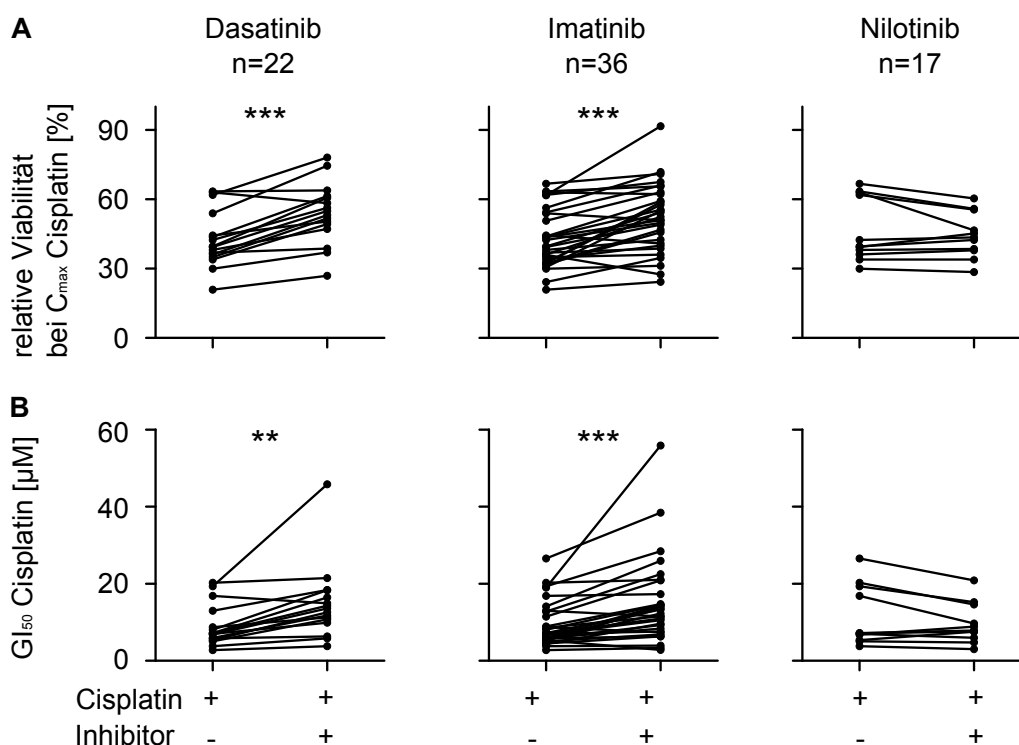 A
Dasatinib
n=22
Imatinib
n=36
Nilotinib
n=17
relative Viabilität
bei Cmax Cisplatin [%]
90
60
30
0
***
***
B
GI50 Cisplatin [µM]
60
40
20
0
**
***
Cisplatin + + + + + +
Inhibitor - + - + - +